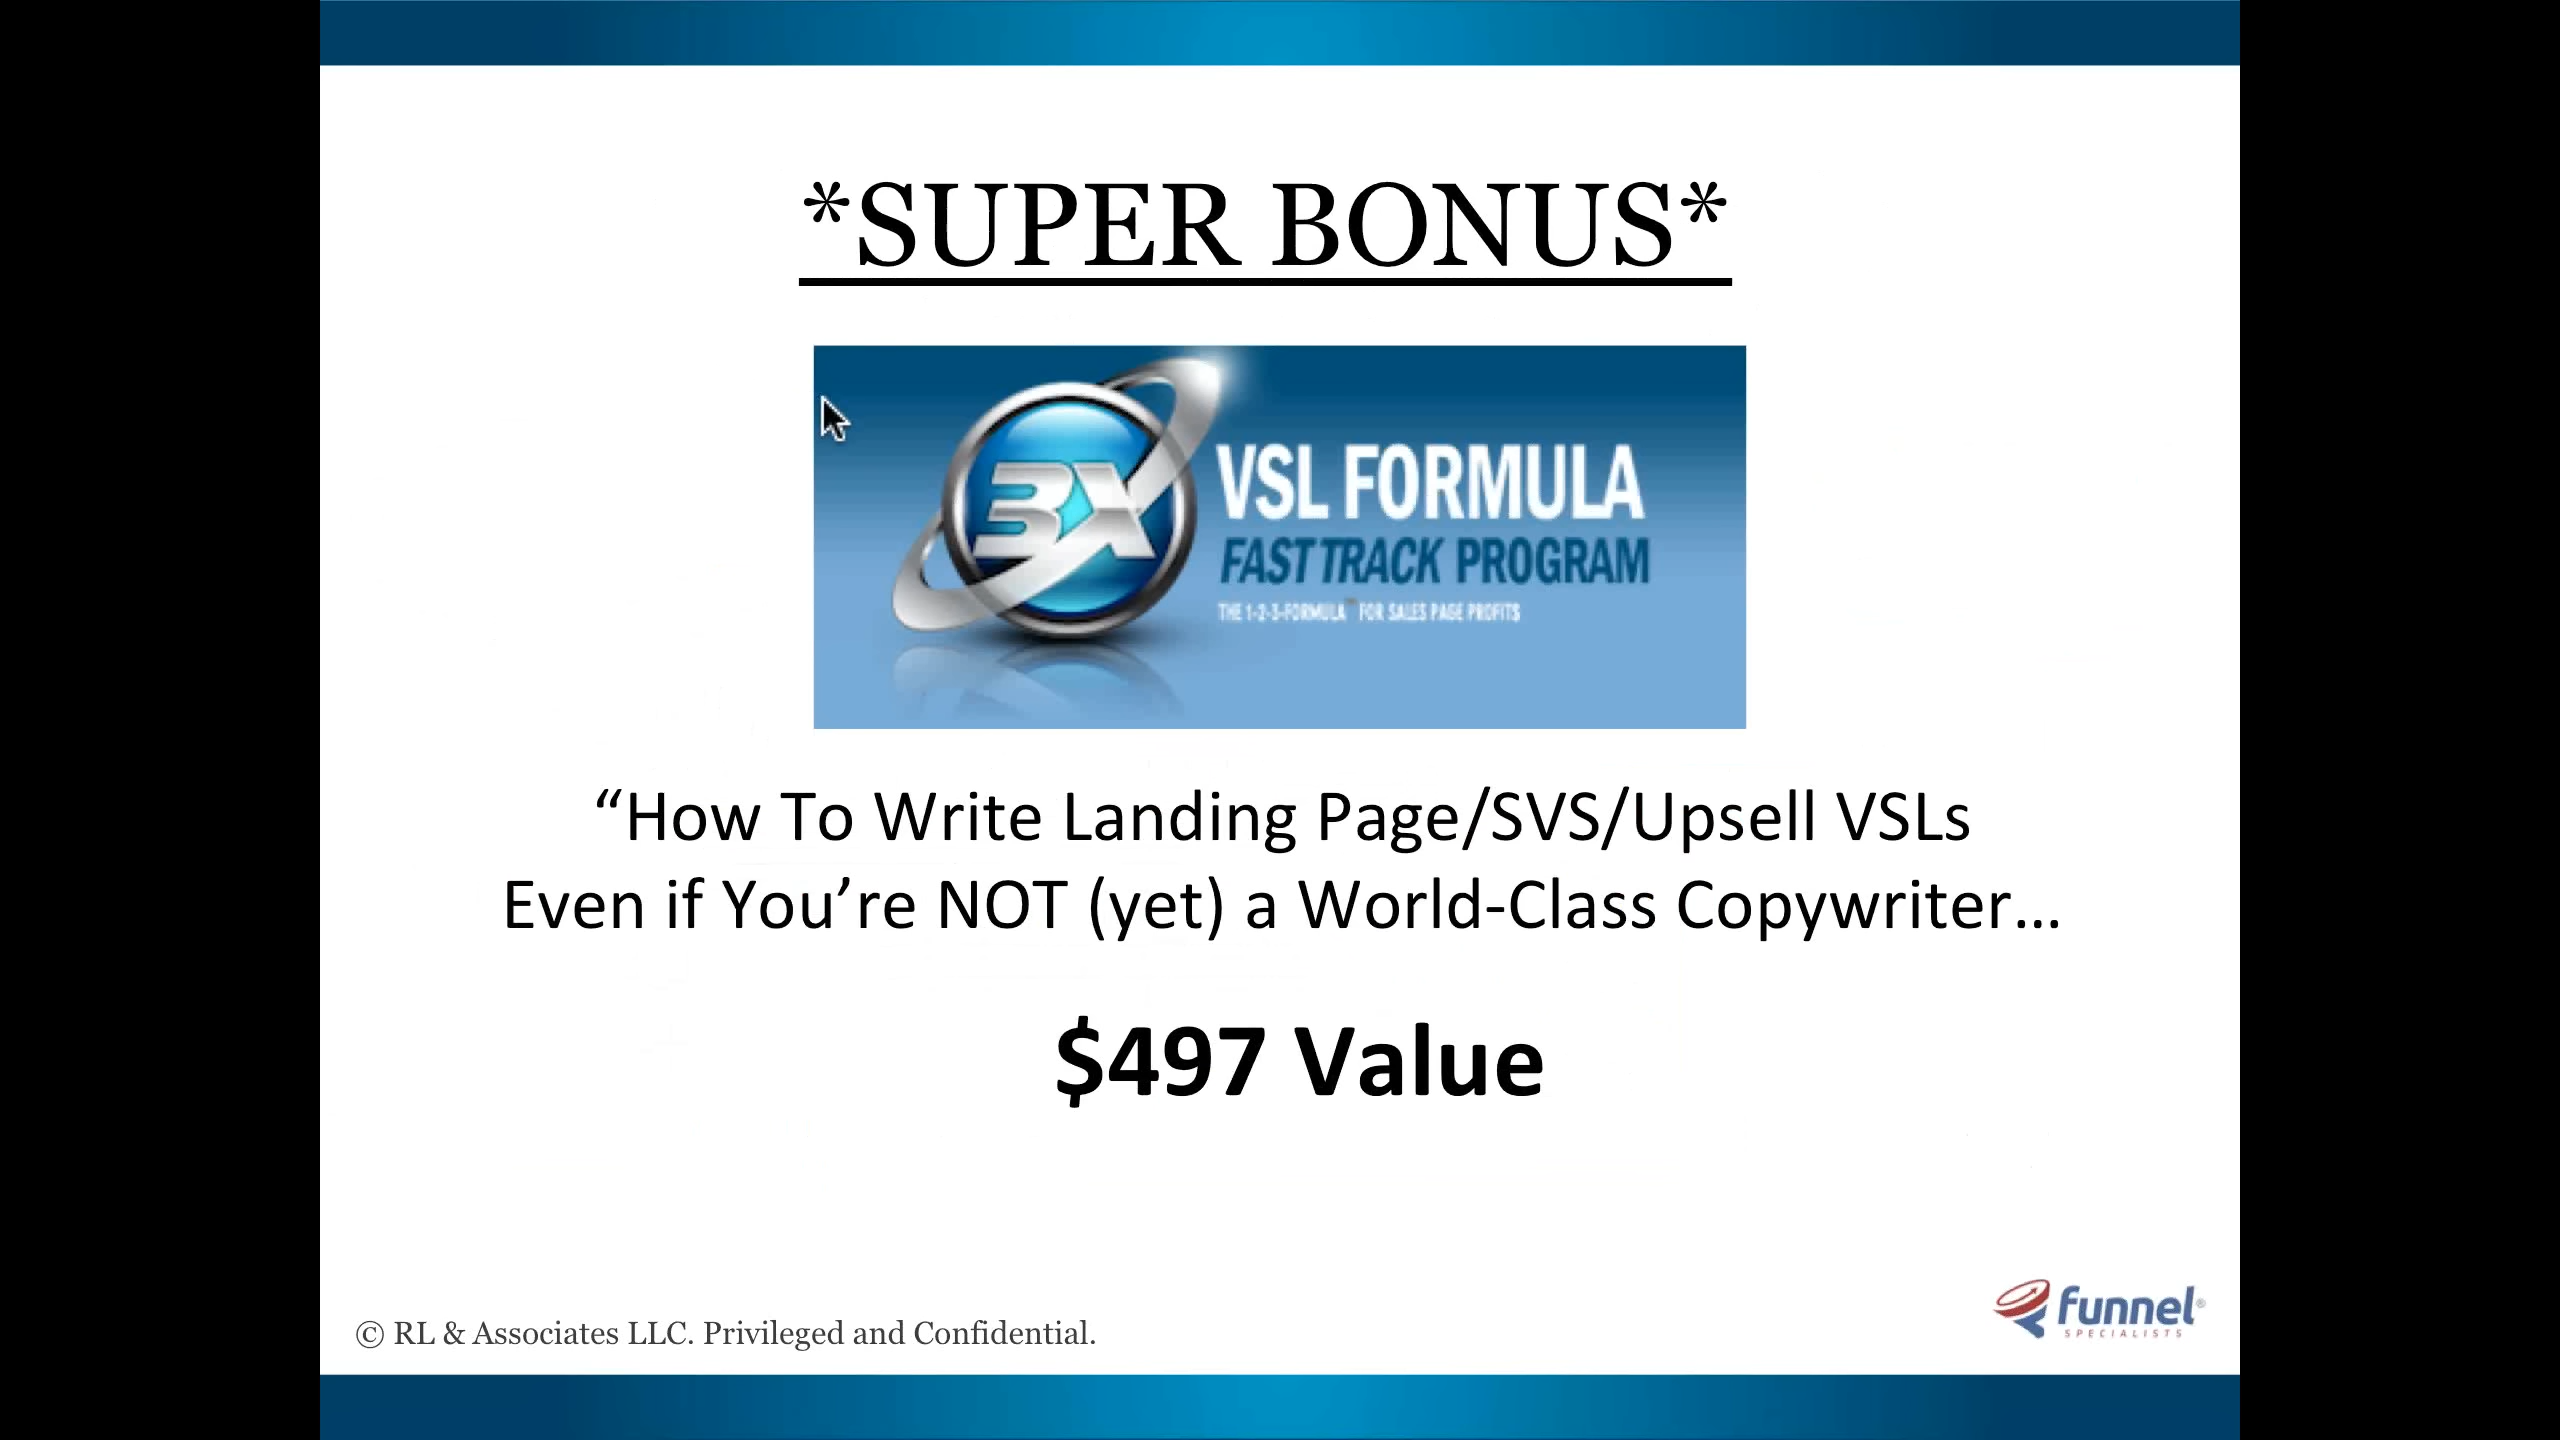 *SUPER BONUS*
3X
VSL FORMULA
FAST TRACK PROGRAM
THE 1-2-3-FORMULA™ FOR SALES PAGE PROFITS
“How To Write Landing Page/SVS/Upsell VSLs
Even if You’re NOT (yet) a World-Class Copywriter…
$497 Value
funnel®
SPECIALISTS
© RL & Associates LLC. Privileged and Confidential.